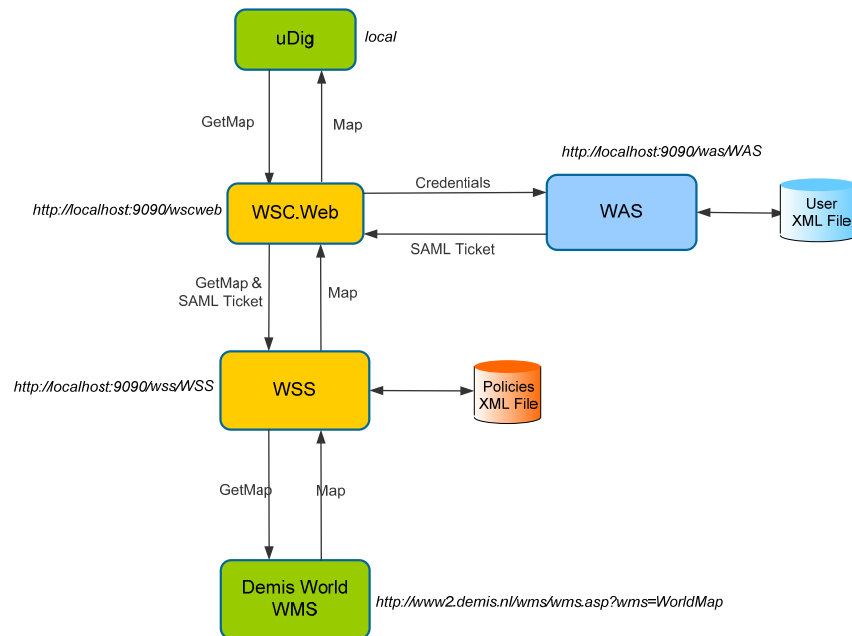 uDig
local
GetMap
Map
http://localhost:9090/was/WAS
Credentials
http://localhost:9090/wscweb
WSC.Web
WAS
User
XML File
SAML Ticket
GetMap &
SAML Ticket
Map
http://localhost:9090/wss/WSS
WSS
Policies
XML File
GetMap
Map
Demis World
WMS
http://www2.demis.nl/wms/wms.asp?wms=WorldMap